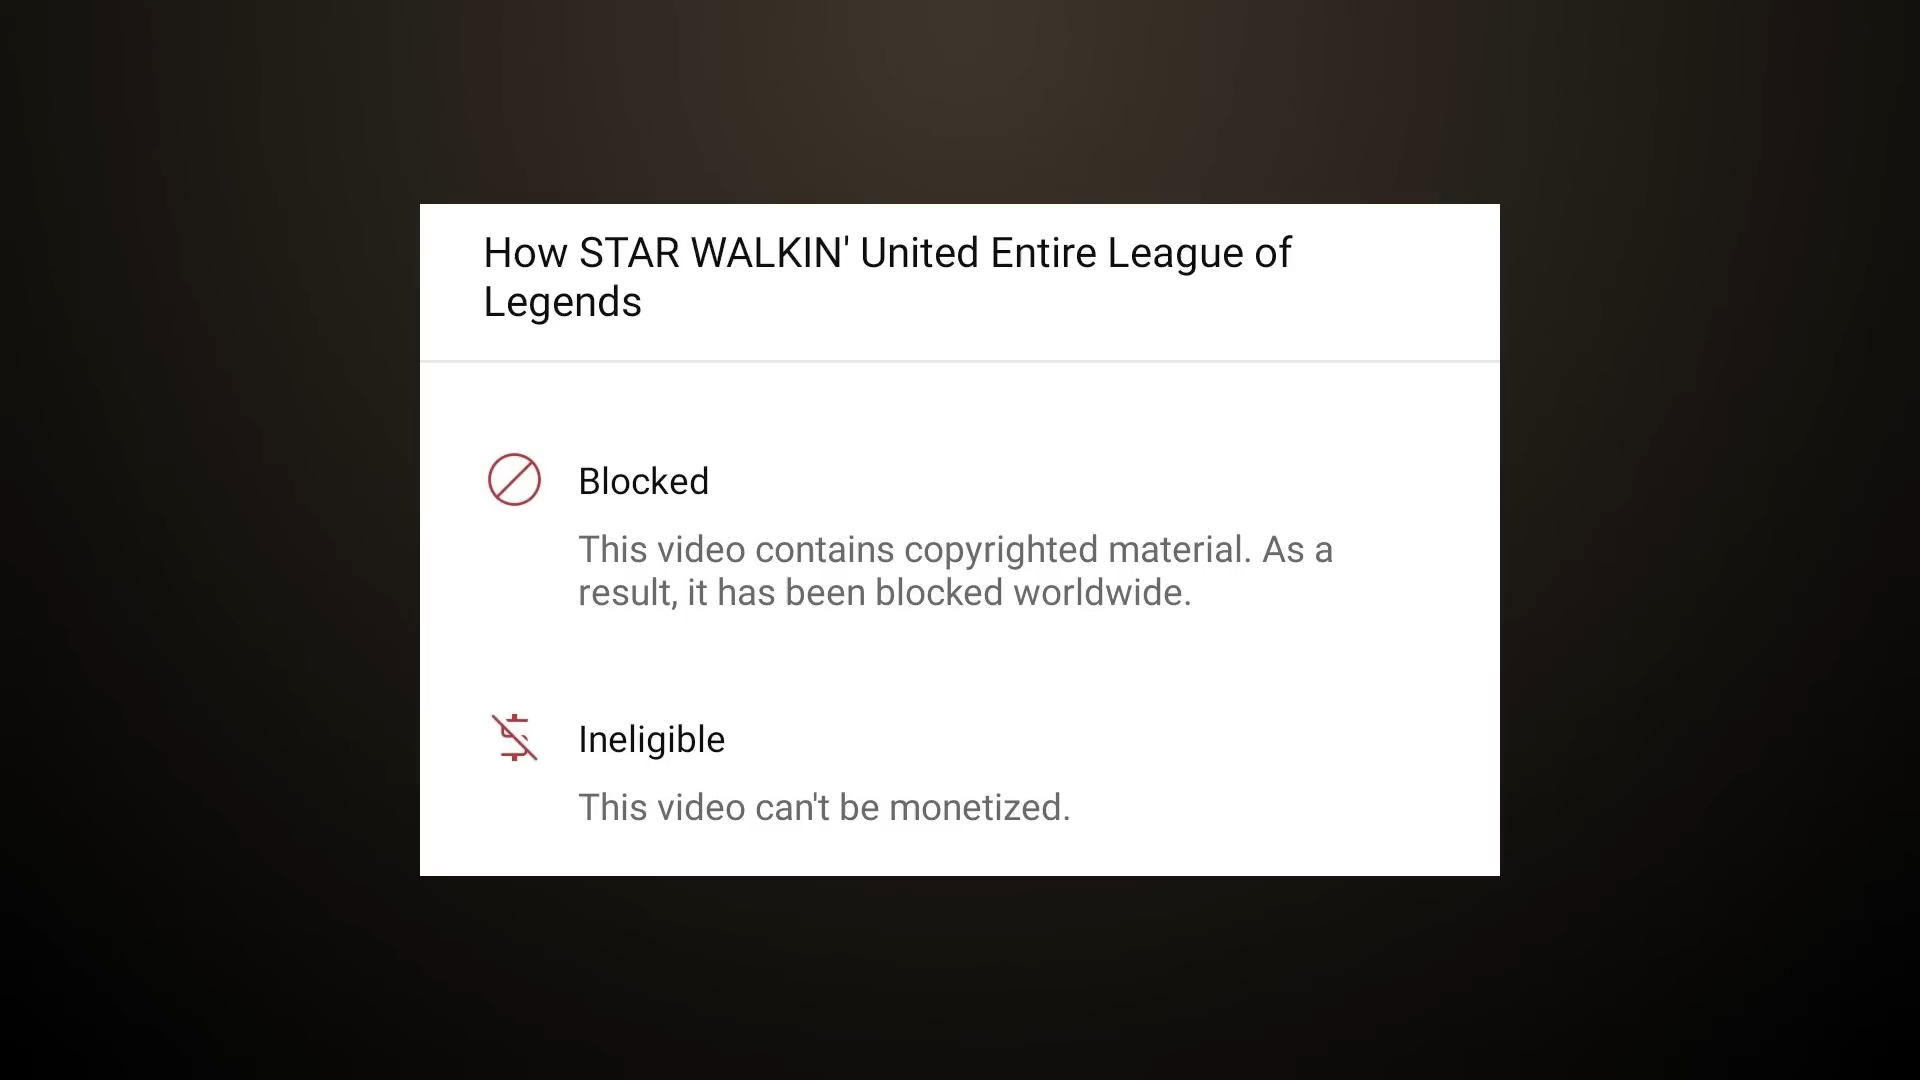 How STAR WALKIN' United Entire League of
Legends
Blocked
This video contains copyrighted material. As a
result, it has been blocked worldwide.
Ineligible
This video can't be monetized.